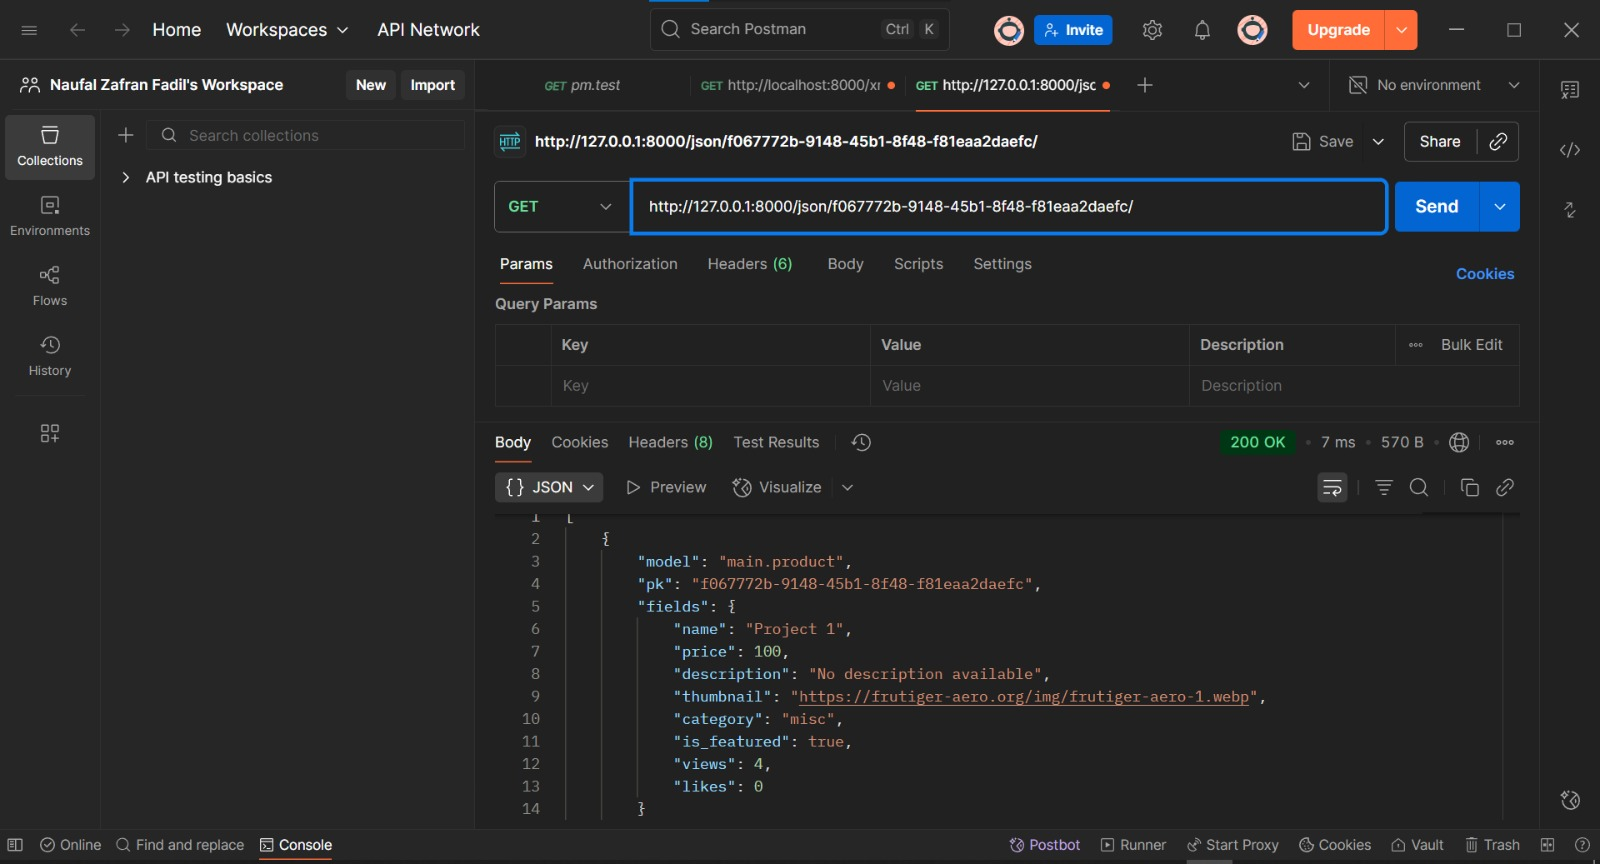 Home Workspaces API Network Search Postman Ctrl K Invite Upgrade
Naufal Zafran Fadil's Workspace New Import
GET pm.test GET http://localhost:8000/xr GET http://127.0.0.1:8000/jsc No environment
Collections
Environments
Flows
History
Search collections
API testing basics
HTTP http://127.0.0.1:8000/json/f067772b-9148-45b1-8f48-f81eaa2daefc/ Save Share
GET http://127.0.0.1:8000/json/f067772b-9148-45b1-8f48-f81eaa2daefc/ Send
Params Authorization Headers (6) Body Scripts Settings Cookies
Query Params
Key Value Description Bulk Edit
Key Value Description
Body Cookies Headers (8) Test Results 200 OK • 7 ms • 570 B •
{} JSON Preview Visualize
1 [
2 {
3 "model": "main.product",
4 "pk": "f067772b-9148-45b1-8f48-f81eaa2daefc",
5 "fields": {
6 "name": "Project 1",
7 "price": 100,
8 "description": "No description available",
9 "thumbnail": "https://frutiger-aero.org/img/frutiger-aero-1.webp",
10 "category": "misc",
11 "is_featured": true,
12 "views": 4,
13 "likes": 0
14 }
Online Find and replace Console Postbot Runner Start Proxy Cookies Vault Trash